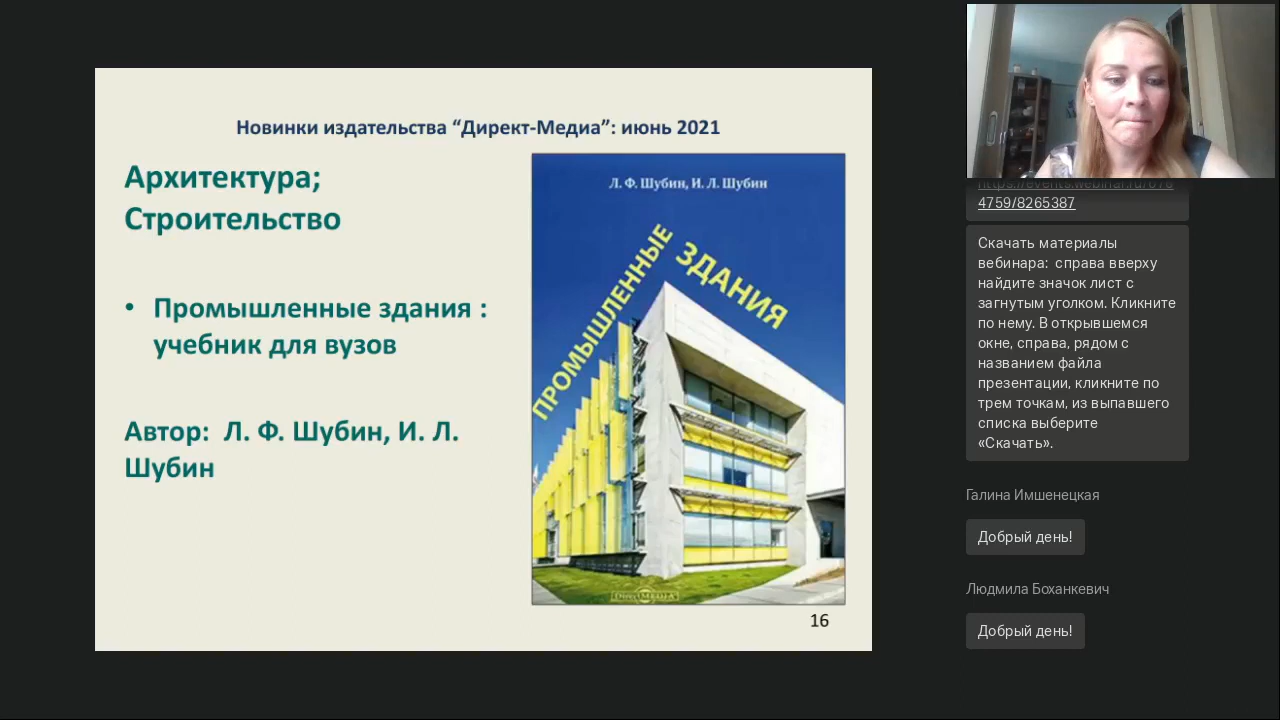 Новинки издательства “Директ-Медиа”: июнь 2021
Архитектура;
Строительство
• Промышленные здания :
учебник для вузов
Автор: Л. Ф. Шубин, И. Л.
Шубин
Л. Ф. Шубин, И. Л. Шубин
ПРОМЫШЛЕННЫЕ
ЗДАНИЯ
DirectMEDIA
16
4759/8265387
Скачать материалы
вебинара: справа вверху
найдите значок лист с
загнутым уголком. Кликните
по нему. В открывшемся
окне, справа, рядом с
названием файла
презентации, кликните по
трем точкам, из выпавшего
списка выберите
«Скачать».
Галина Имшенецкая
Добрый день!
Людмила Боханкевич
Добрый день!